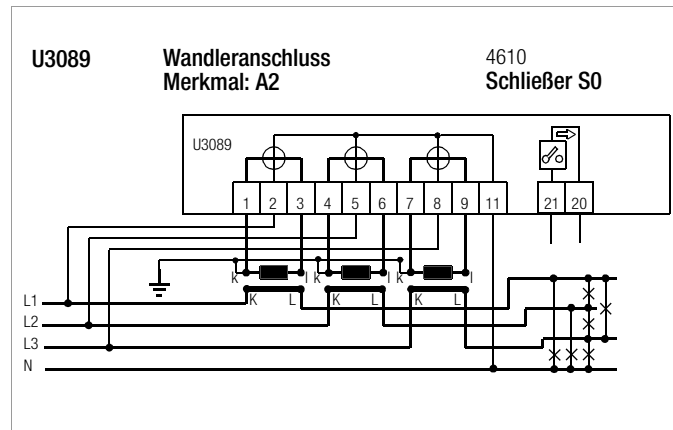 U3089 Wandleranschluss 4610
Merkmal: A2 Schließer S0
U3089
1 2 3 4 5 6 7 8 9 11 21 20
k l k l k l
K L K L K L
L1
L2
L3
N